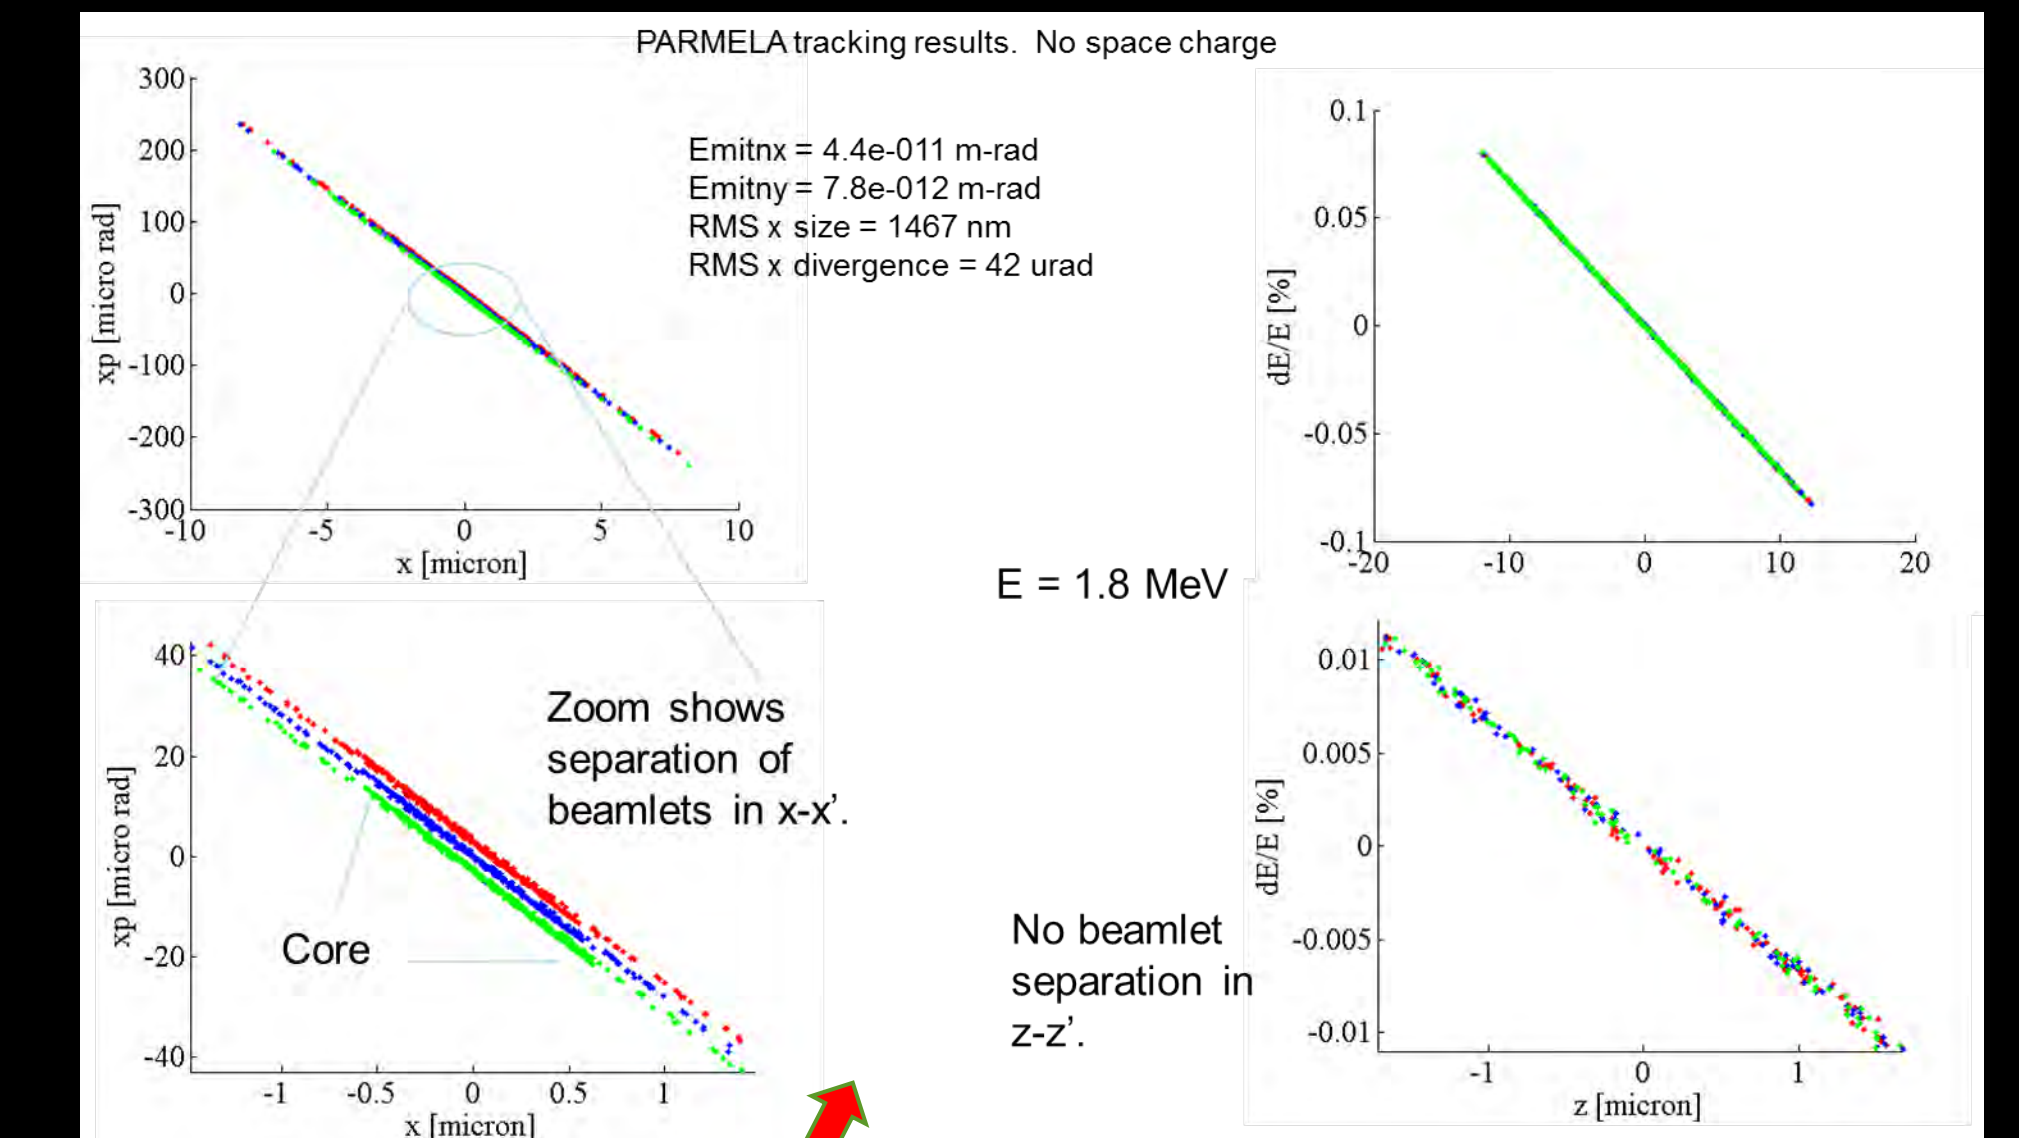 PARMELA tracking results. No space charge
300
200
100
0
-100
-200
-300
xp [micro rad]
-10
-5
0
5
10
x [micron]
Emitnx = 4.4e-011 m-rad
Emitny = 7.8e-012 m-rad
RMS x size = 1467 nm
RMS x divergence = 42 urad
0.1
0.05
0
-0.05
-0.1
dE/E [%]
-20
-10
0
10
20
E = 1.8 MeV
40
20
0
-20
-40
xp [micro rad]
-1
-0.5
0
0.5
1
x [micron]
Zoom shows
separation of
beamlets in x-x’.
Core
No beamlet
separation in
z-z’.
0.01
0.005
0
-0.005
-0.01
dE/E [%]
-1
0
1
z [micron]